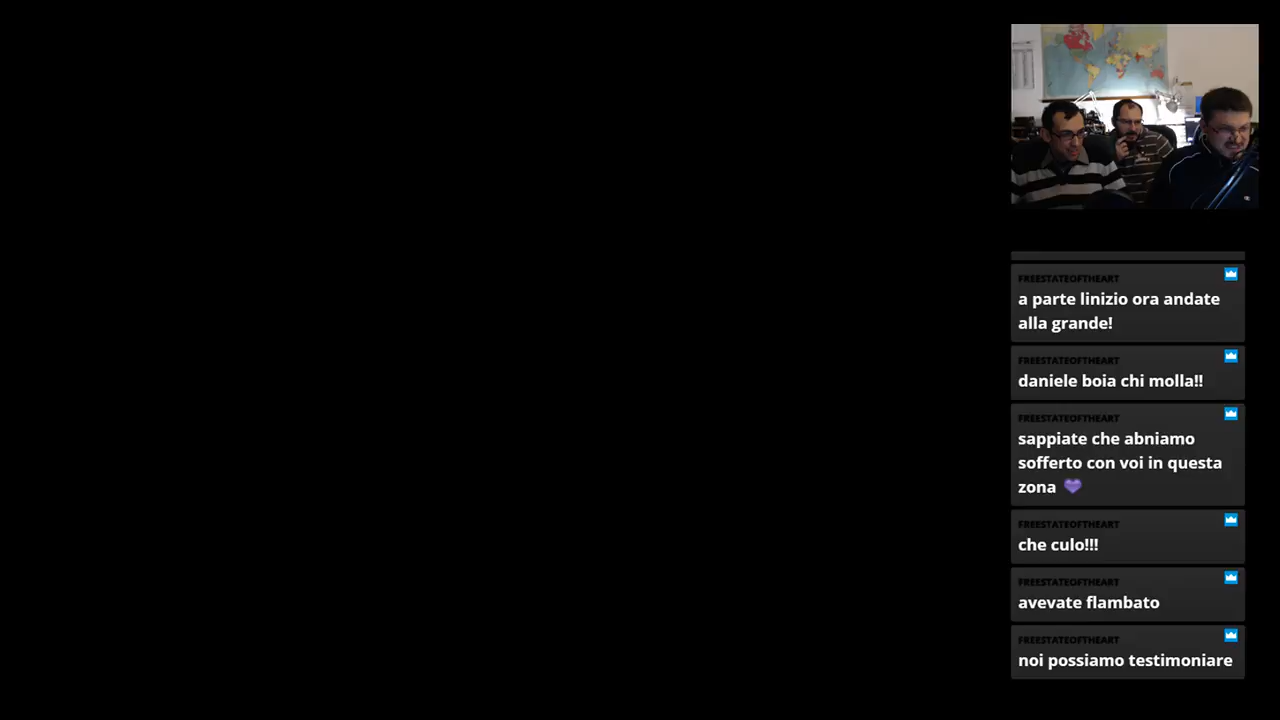 FREESTATEOFTHEART
a parte linizio ora andate
alla grande!
FREESTATEOFTHEART
daniele boia chi molla!!
FREESTATEOFTHEART
sappiate che abniamo
sofferto con voi in questa
zona
FREESTATEOFTHEART
che culo!!!
FREESTATEOFTHEART
avevate flambato
FREESTATEOFTHEART
noi possiamo testimoniare